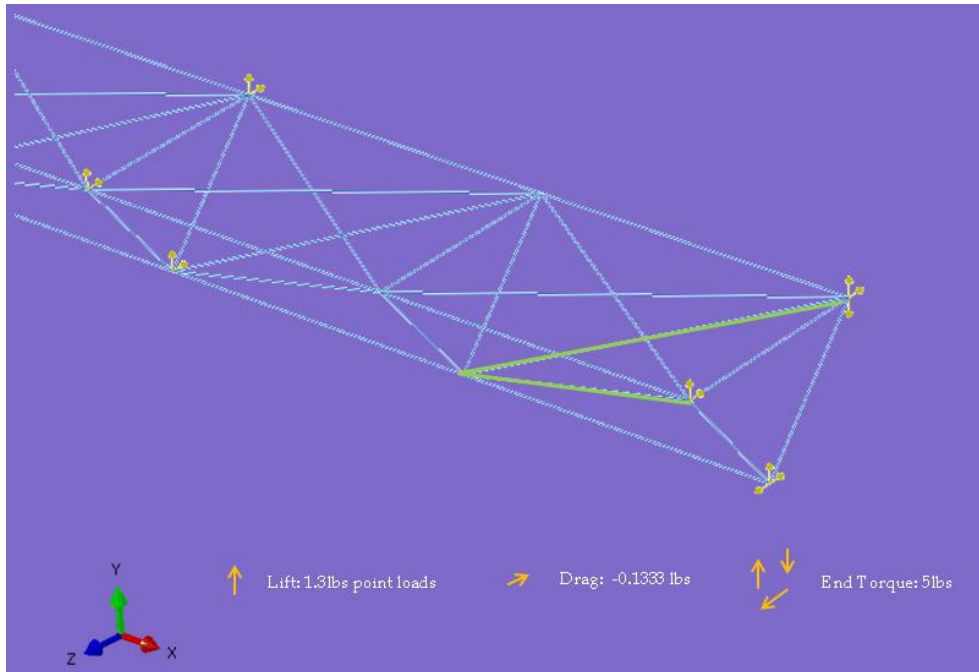 Lift: 1.3lbs point loads
Drag: -0.1333 lbs
End Torque: 5lbs
Y
Z
X